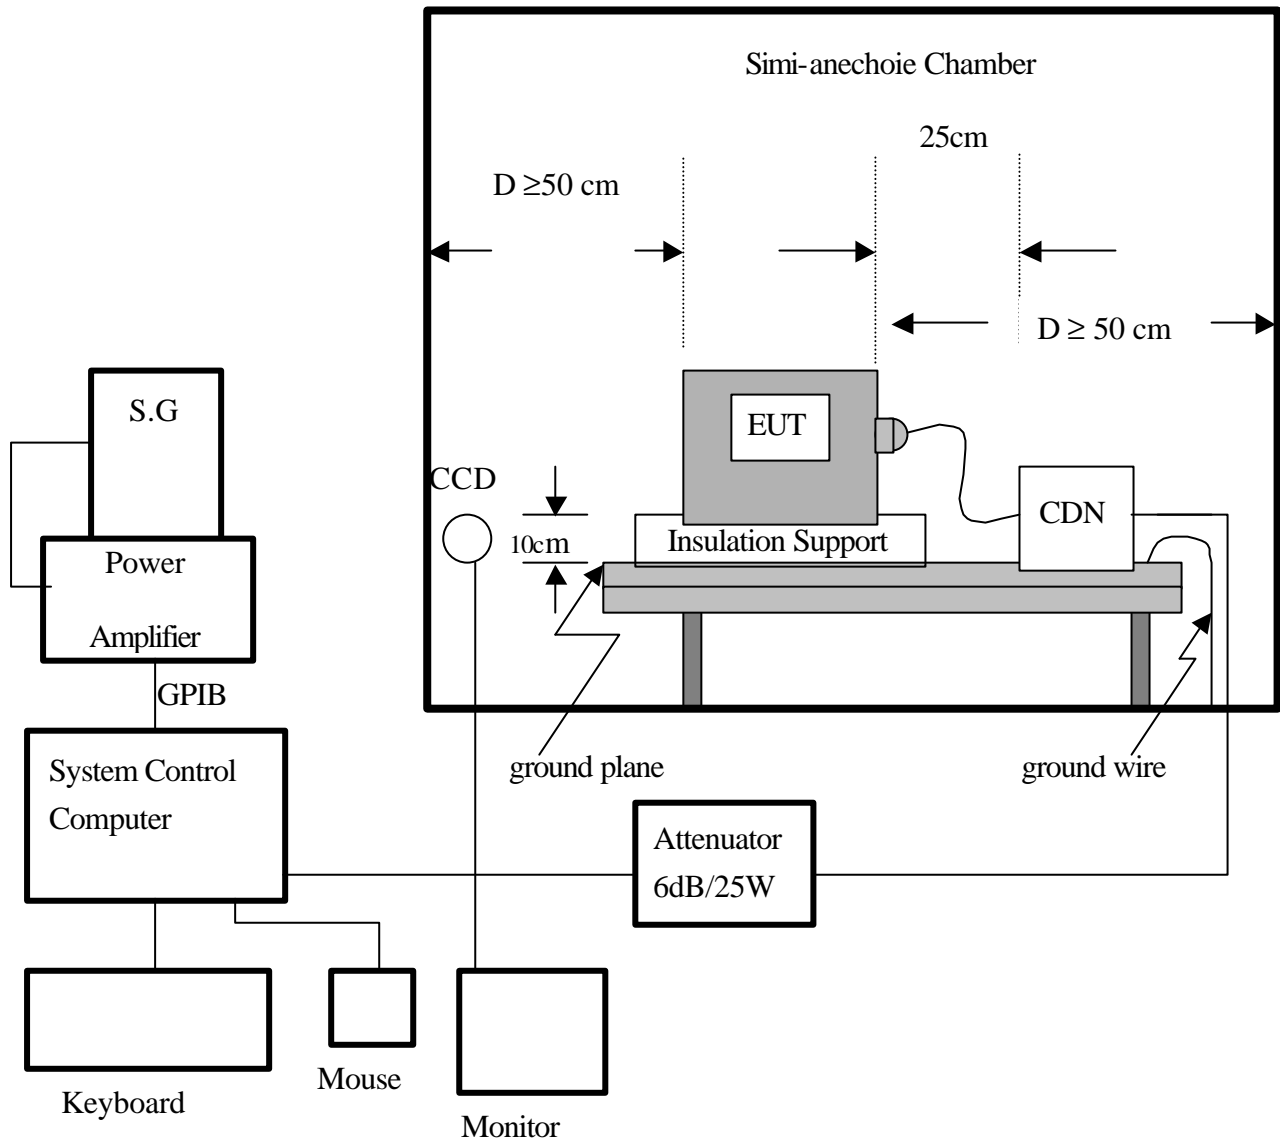 Simi-anechoie Chamber
25cm
D ≥50 cm
D ≥ 50 cm
S.G
EUT
CCD
CDN
10cm
Insulation Support
Power
Amplifier
GPIB
System Control
Computer
ground plane
ground wire
Attenuator
6dB/25W
Mouse
Keyboard
Monitor